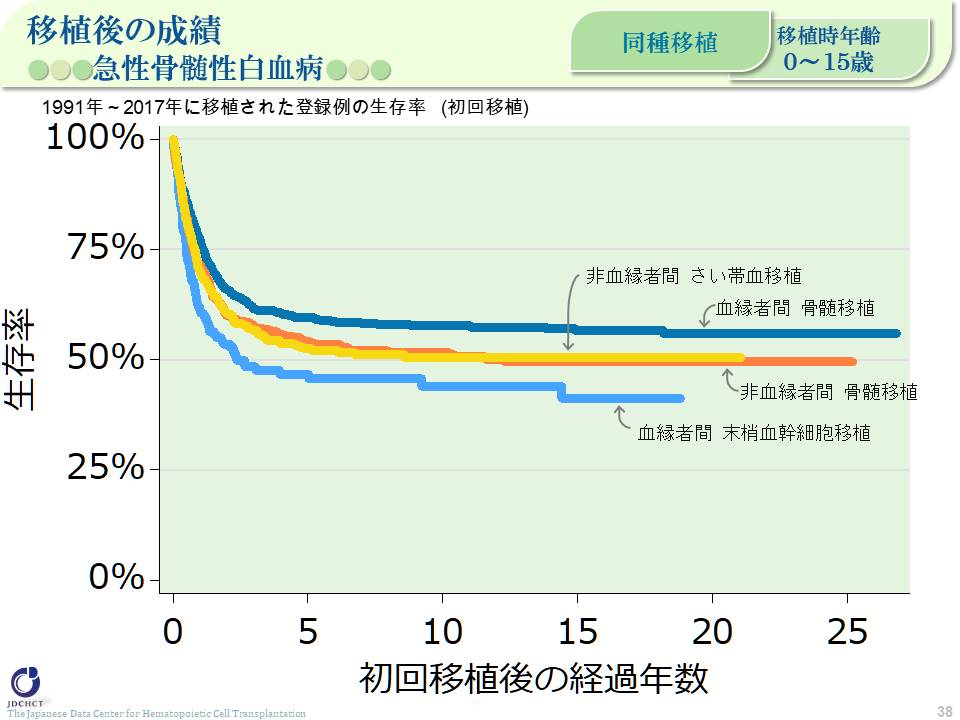 移植後の成績
急性骨髄性白血病
同種移植
移植時年齢
0～15歳
1991年～2017年に移植された登録例の生存率 (初回移植)
100%
75%
50%
25%
0%
生存率
非血縁者間 さい帯血移植
血縁者間 骨髄移植
非血縁者間 骨髄移植
血縁者間 末梢血幹細胞移植
0 5 10 15 20 25
初回移植後の経過年数
JDCHCT
The Japanese Data Center for Hematopoietic Cell Transplantation
38